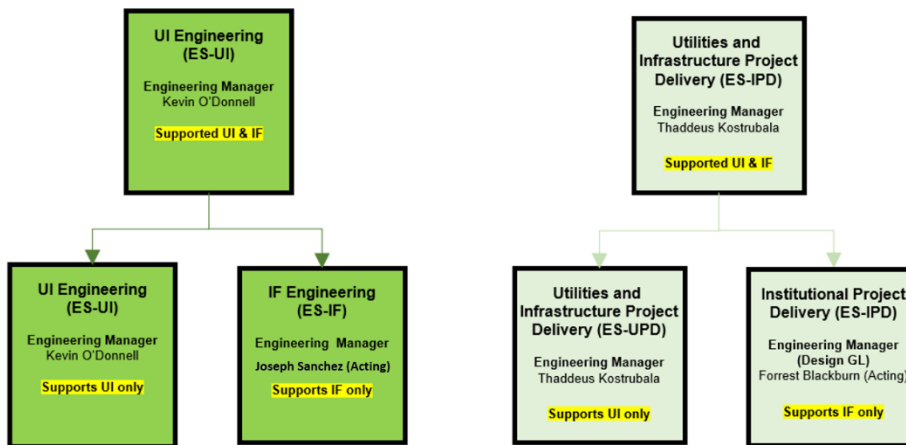 UI Engineering
(ES-UI)
Engineering Manager
Kevin O'Donnell
Supported UI & IF
Utilities and
Infrastructure Project
Delivery (ES-IPD)
Engineering Manager
Thaddeus Kostrubala
Supported UI & IF
UI Engineering
(ES-UI)
Engineering Manager
Kevin O'Donnell
Supports UI only
IF Engineering
(ES-IF)
Engineering Manager
Joseph Sanchez (Acting)
Supports IF only
Utilities and
Infrastructure Project
Delivery (ES-UPD)
Engineering Manager
Thaddeus Kostrubala
Supports UI only
Institutional Project
Delivery (ES-IPD)
Engineering Manager
(Design GL)
Forrest Blackburn (Acting)
Supports IF only